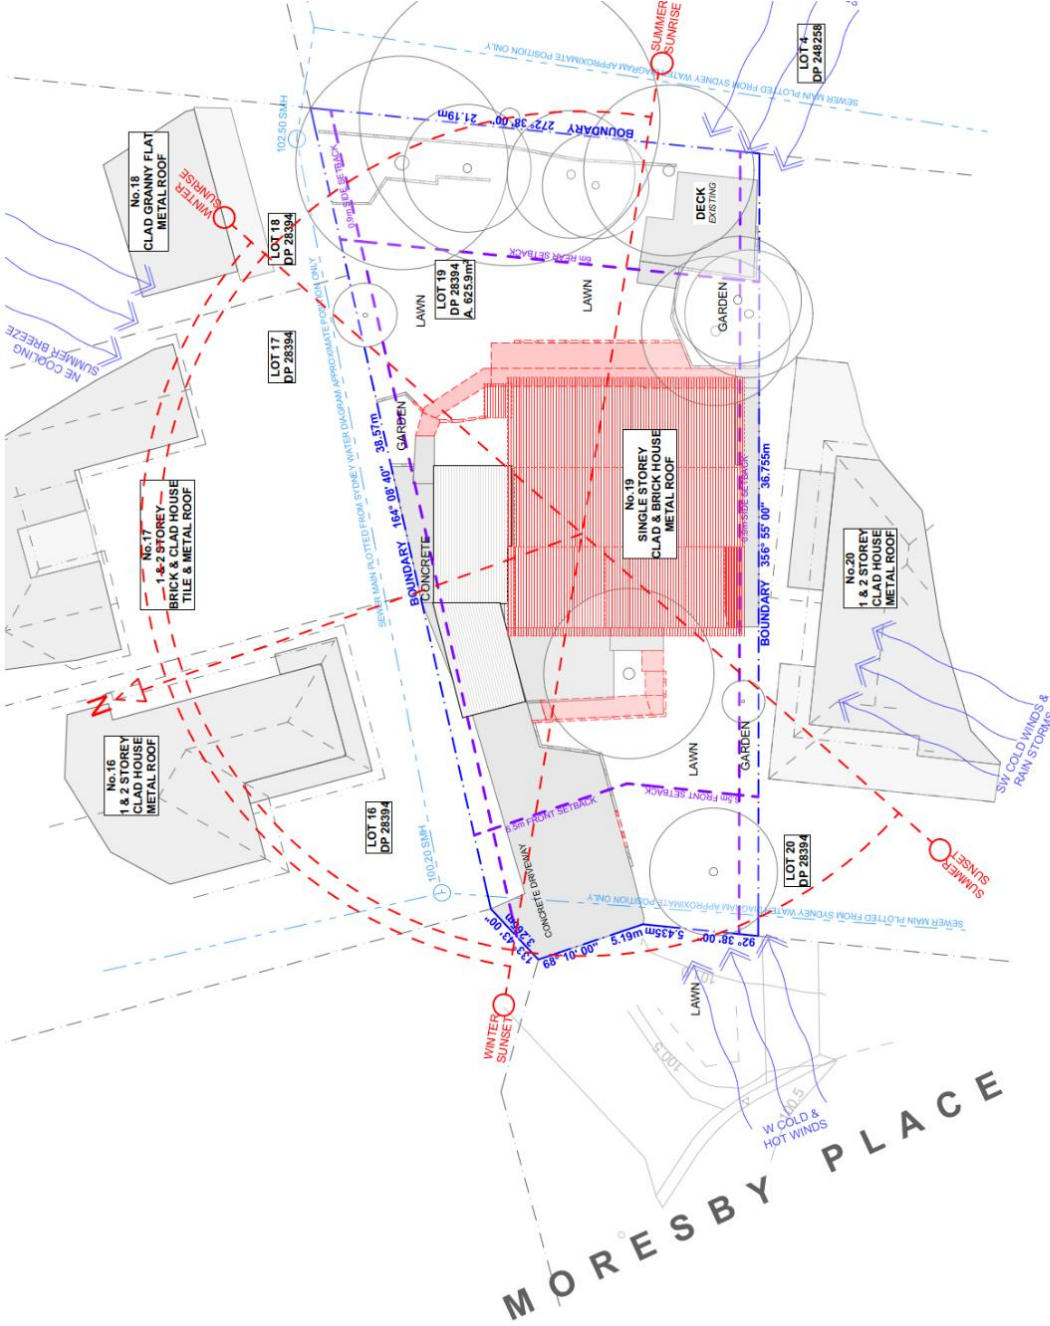 SUMMER
SUNRISE
SEWER MAIN PLOTTED FROM SYDNEY WATER DIAGRAM APPROXIMATE POSITION ONLY
LOT 4
DP 248258
102.50 SMH
BOUNDARY 272° 38' 00" 21.19m
No.18
CLAD GRANNY FLAT
METAL ROOF
WINTER
SUNRISE
0.9m SIDE SETBACK
DECK
EXISTING
LOT 18
DP 28394
6m REAR SETBACK
LOT 19
DP 28394
A. 625.9m²
LAWN
LAWN
GARDEN
NE COOLING
SUMMER BREEZE
LOT 17
DP 28394
SEWER MAIN PLOTTED FROM SYDNEY WATER DIAGRAM APPROXIMATE POSITION ONLY
GARDEN
BOUNDARY 164° 08' 40" 38.57m
CONCRETE
No.19
SINGLE STOREY
CLAD & BRICK HOUSE
METAL ROOF
0.9m SIDE SETBACK
BOUNDARY 356° 55' 00" 36.755m
No.17
1 & 2 STOREY
BRICK & CLAD HOUSE
TILE & METAL ROOF
No.20
1 & 2 STOREY
CLAD HOUSE
METAL ROOF
N
No.16
1 & 2 STOREY
CLAD HOUSE
METAL ROOF
LAWN
GARDEN
SW COLD WINDS &
RAIN STORMS
6.5m FRONT SETBACK
6.5m FRONT SETBACK
LOT 16
DP 28394
100.20 SMH
CONCRETE DRIVEWAY
LOT 20
DP 28394
SUMMER
SUNSET
SEWER MAIN PLOTTED FROM SYDNEY WATER DIAGRAM APPROXIMATE POSITION ONLY
133° 43' 00"
3.265m
68° 10' 00" 5.19m
92° 38' 00" 5.435m
LAWN
WINTER
SUNSET
100.5
100.5
W COLD &
HOT WINDS
MORESBY PLACE